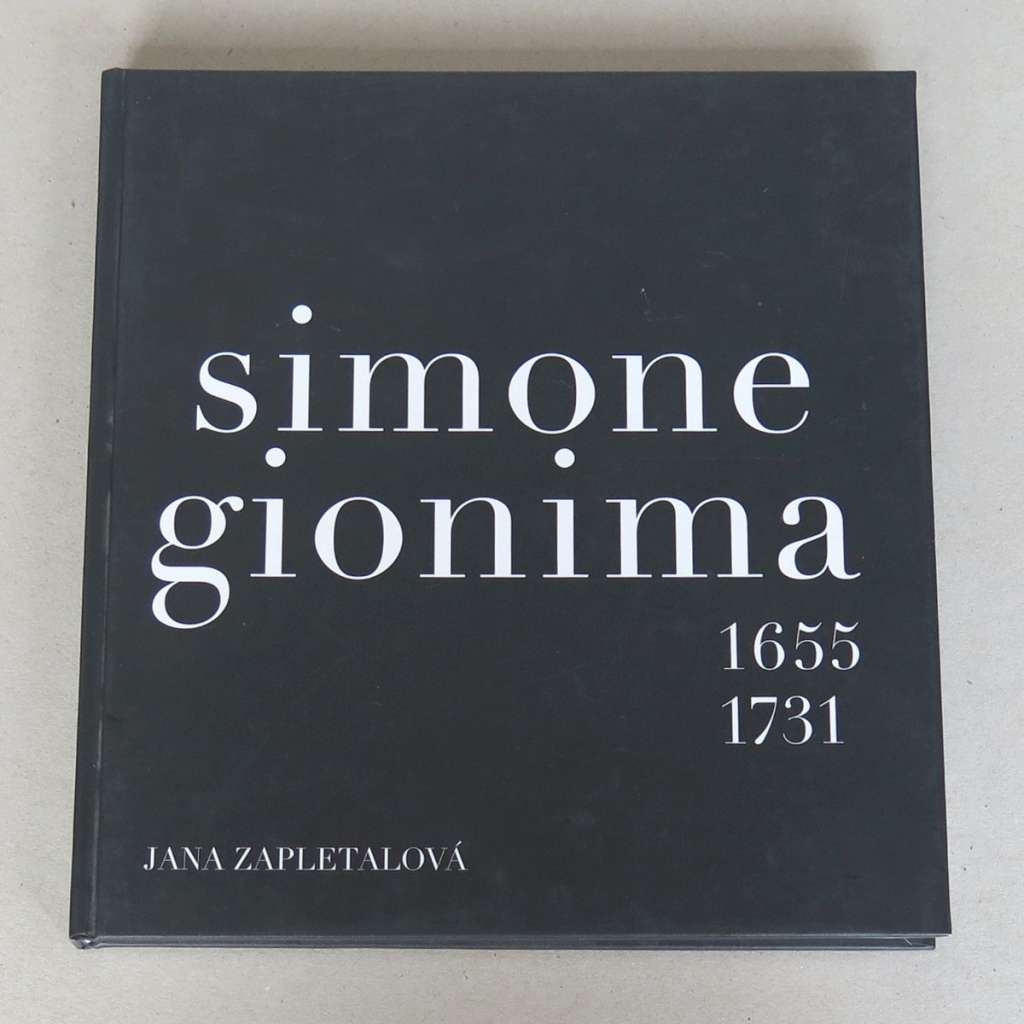 simone
gionima
1655
1731
JANA ZAPLETALOVÁ